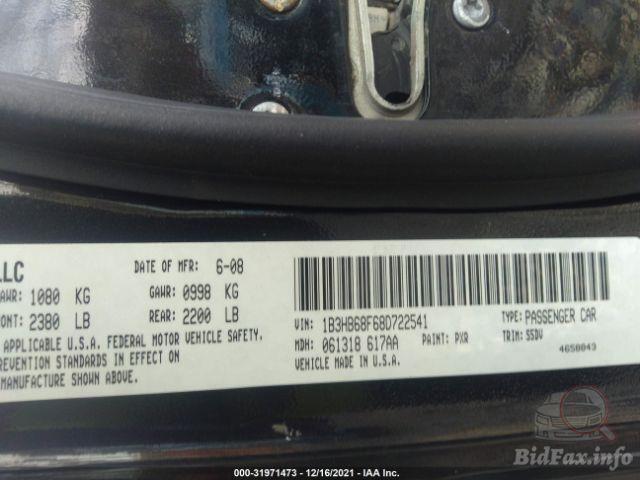 LLC
DATE OF MFR: 6-08
GAWR: 1080 KG
GAWR: 0998 KG
FRONT: 2380 LB
REAR: 2200 LB
APPLICABLE U.S.A. FEDERAL MOTOR VEHICLE SAFETY.
PREVENTION STANDARDS IN EFFECT ON
MANUFACTURE SHOWN ABOVE.
VIN: 1B3HB68F68D722541
TYPE: PASSENGER CAR
MDH: 061318 617AA
PAINT: PXR
TRIM: S5DV
VEHICLE MADE IN U.S.A.
4658043
BidFax.info
000-31971473 - 12/16/2021 - IAA Inc.